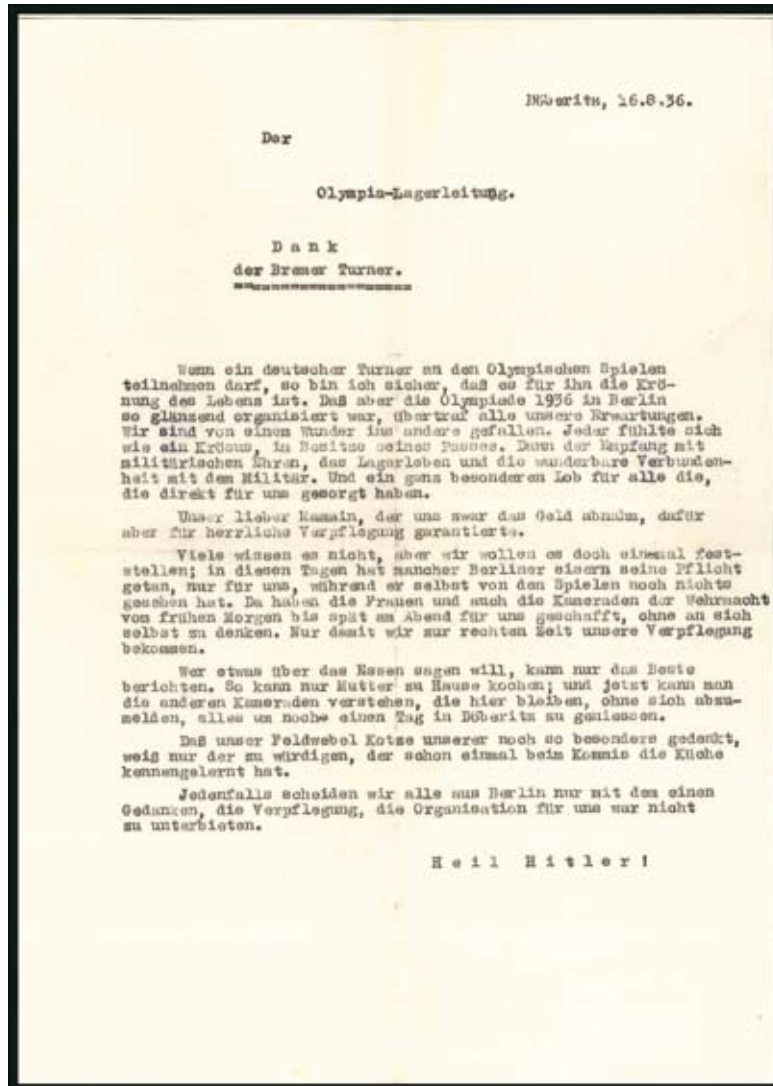 Döberitz, 16.8.36.
Der
Olympia-Lagerleitung.
D a n k
der Bremer Turner.
Wenn ein deutscher Turner an den Olympischen Spielen
teilnehmen darf, so bin ich sicher, daß es für ihn die Krö-
nung des Lebens ist. Daß aber die Olympiade 1936 in Berlin
so glänzend organisiert war, übertraf alle unsere Erwartungen.
Wir sind von einem Wunder ins andere gefallen. Jeder fühlte sich
wie ein Krösus, im Besitze seines Passes. Dann der Empfang mit
militärischen Ehren, das Lagerleben und die wunderbare Verbunden-
heit mit dem Militär. Und ein ganz besonderen Lob für alle die,
die direkt für uns gesorgt haben.
Unser lieber der uns zwar das Geld abnahm, dafür
aber für herrliche Verpflegung garantierte.
Viele wissen es nicht, aber wir wollen es doch einemal fest-
stellen; in diesen Tagen hat mancher Berliner eisern seine Pflicht
getan, nur für uns, während er selbst von den Spielen noch nichts
gesehen hat. Da haben die Frauen und auch die Kameraden der Wehrmacht
vom frühen Morgen bis spät am Abend für uns geschafft, ohne an sich
selbst zu denken. Nur damit wir zur rechten Zeit unsere Verpflegung
bekommen.
Wer etwas über das Essen sagen will, kann nur das Beste
berichten. So kann nur Mutter zu Hause kochen; und jetzt kann man
die anderen Kameraden verstehen, die hier bleiben, ohne sich abzu-
melden, alles um noche einen Tag in Döberitz zu geniessen.
Daß unser Feldwebel Kotze unserer noch so besondere gedenkt,
weiß nur der zu würdigen, der schon einmal beim Kommis die Küche
kennengelernt hat.
Jedenfalls scheiden wir alle aus Berlin nur mit dem einen
Gedanken, die Verpflegung, die Organisation für uns war nicht
zu unterbieten.
H e i l H i t l e r !